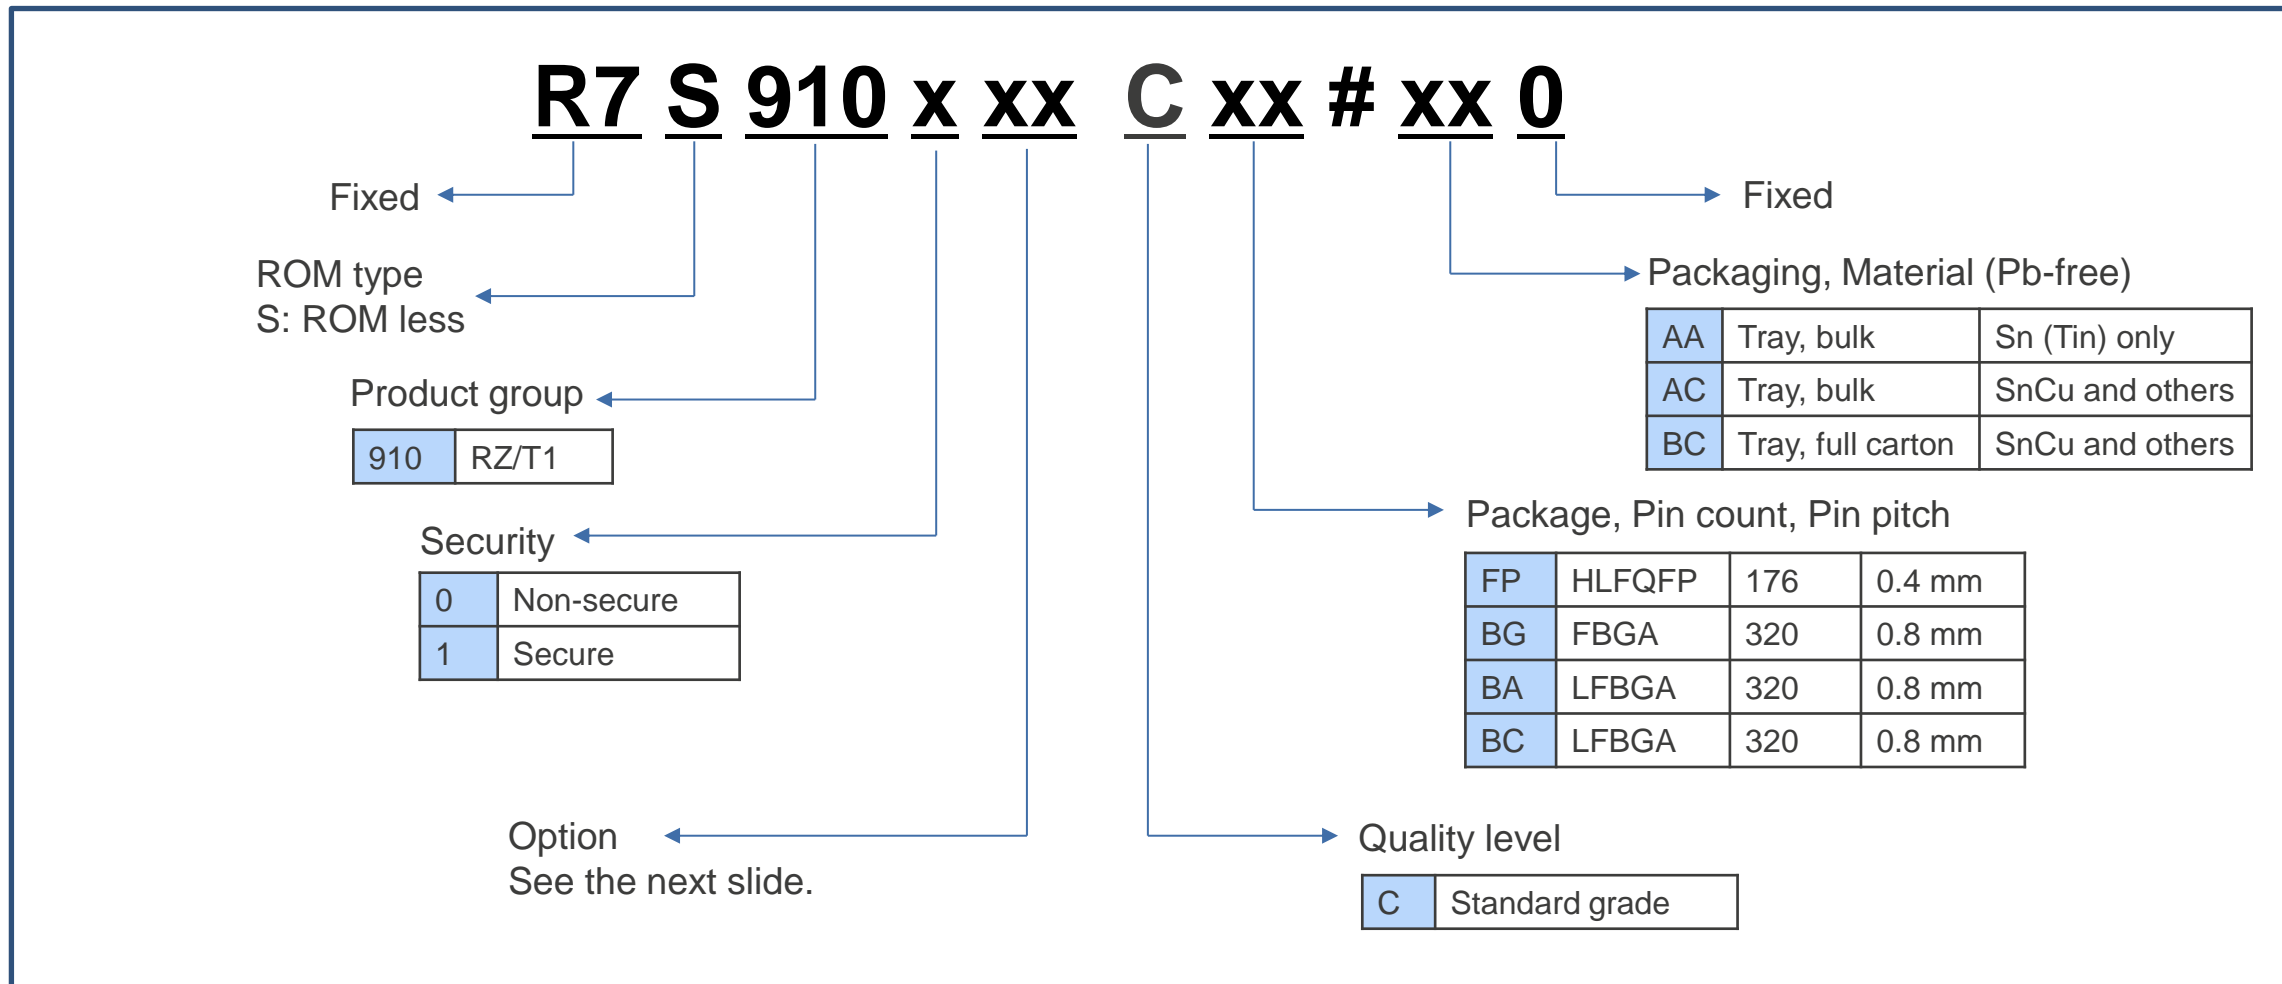 R7 S 910 x xx C xx # xx 0
Fixed
Fixed
ROM type
S: ROM less
Packaging, Material (Pb-free)
AA Tray, bulk Sn (Tin) only
AC Tray, bulk SnCu and others
BC Tray, full carton SnCu and others
Product group
910 RZ/T1
Package, Pin count, Pin pitch
FP HLFQFP 176 0.4 mm
BG FBGA 320 0.8 mm
BA LFBGA 320 0.8 mm
BC LFBGA 320 0.8 mm
Security
0 Non-secure
1 Secure
Option
See the next slide.
Quality level
C Standard grade